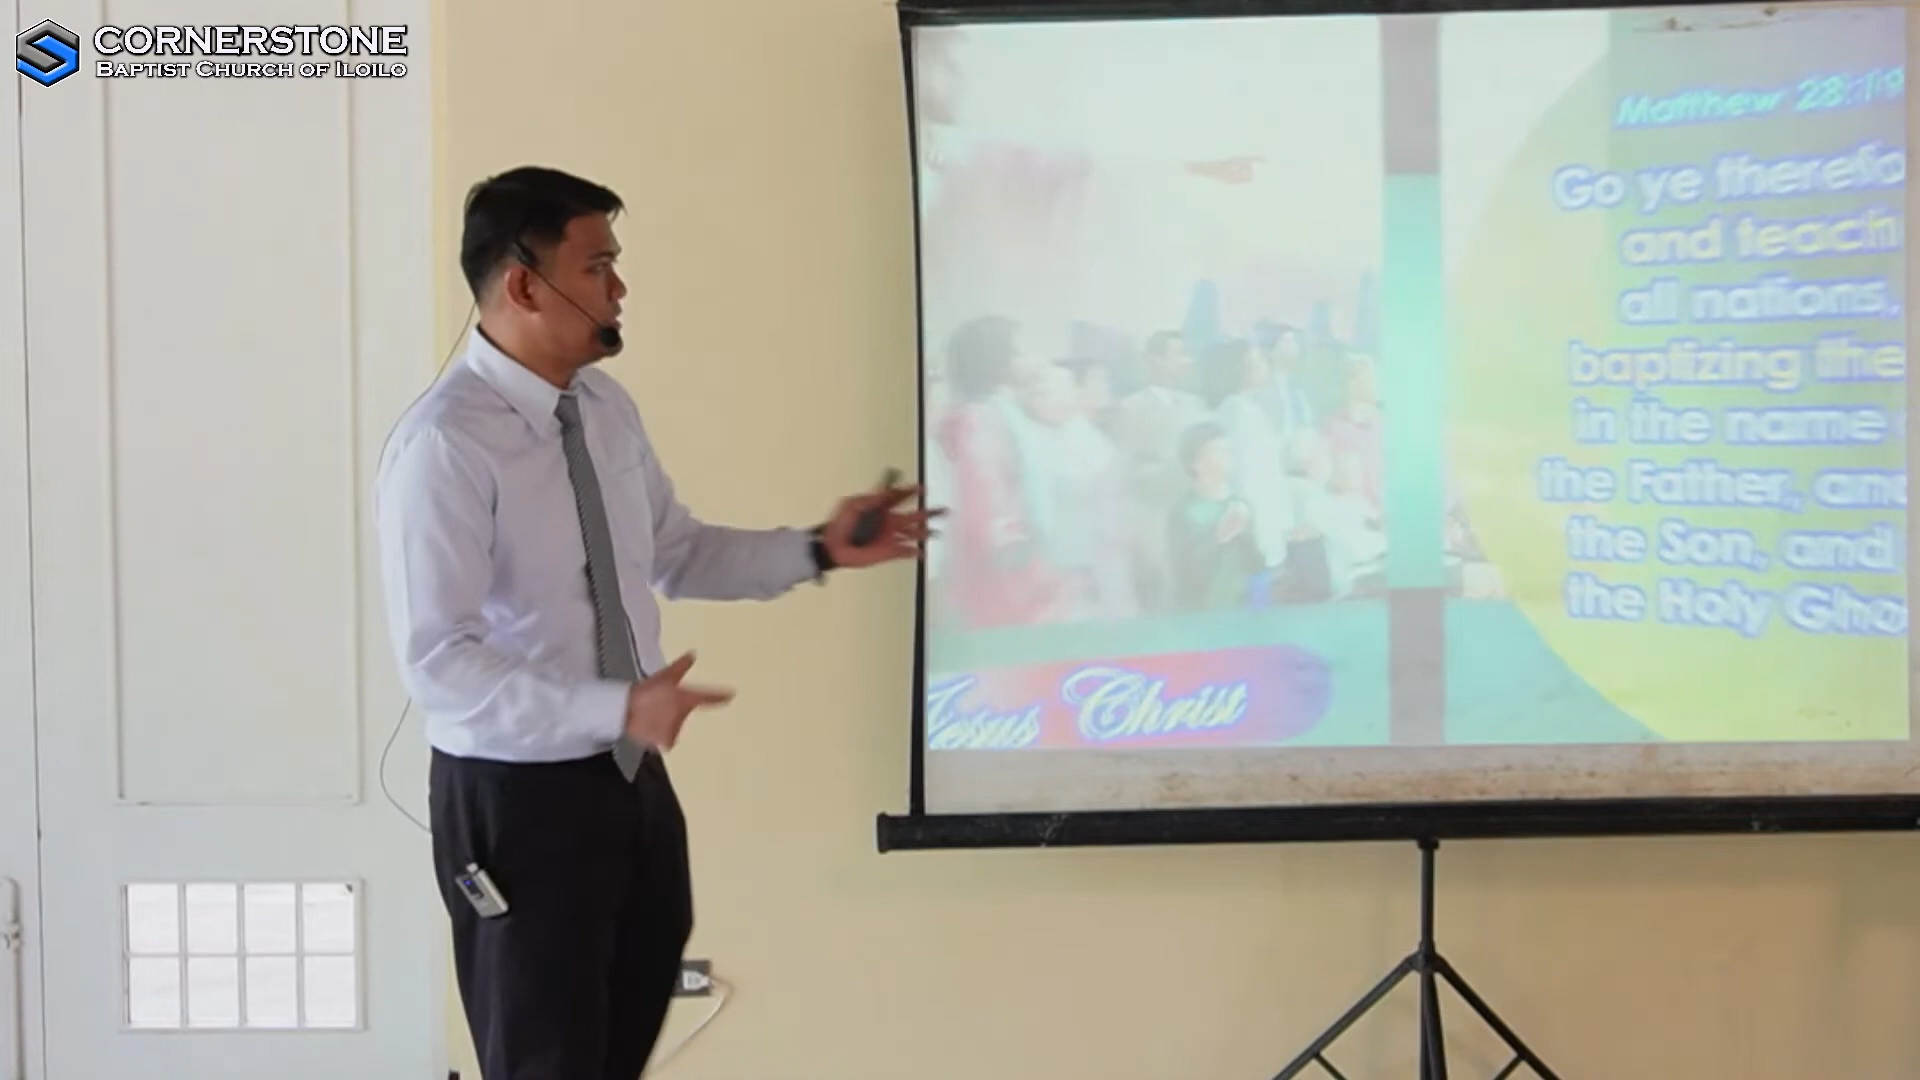 CORNERSTONE
BAPTIST CHURCH OF ILOILO
Matthew 28:19
Go ye therefo
and teach
all nations,
baptizing the
in the name
the Father, and
the Son, and
the Holy Gho
Jesus Christ